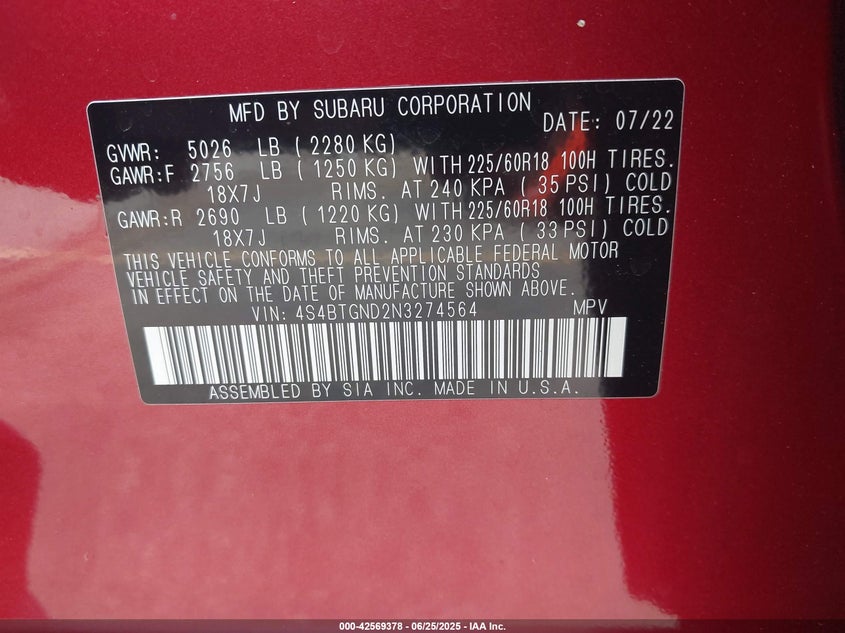 MFD BY SUBARU CORPORATION
DATE: 07/22
GVWR: 5026 LB ( 2280 KG)
GAWR:F 2756 LB ( 1250 KG) WITH 225/60R18 100H TIRES.
18X7J RIMS. AT 240 KPA ( 35 PSI) COLD
GAWR:R 2690 LB ( 1220 KG) WITH 225/60R18 100H TIRES.
18X7J RIMS. AT 230 KPA ( 33 PSI) COLD
THIS VEHICLE CONFORMS TO ALL APPLICABLE FEDERAL MOTOR
VEHICLE SAFETY AND THEFT PREVENTION STANDARDS
IN EFFECT ON THE DATE OF MANUFACTURE SHOWN ABOVE.
VIN: 4S4BTGND2N3274564 MPV
ASSEMBLED BY SIA INC. MADE IN U.S.A.
000-42569378 - 06/25/2025 - IAA Inc.